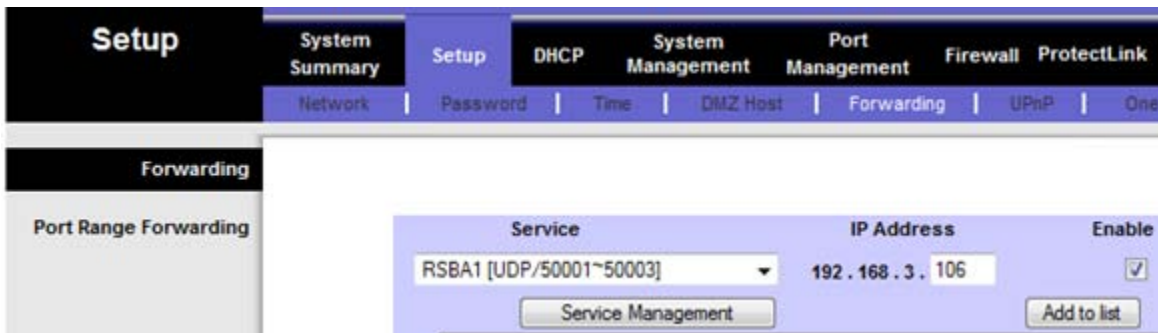 Setup
System Summary
Setup
DHCP
System Management
Port Management
Firewall
ProtectLink
Network | Password | Time | DMZ Host | Forwarding | UPnP | One
Forwarding
Port Range Forwarding
Service IP Address Enable
RSBA1 [UDP/50001~50003] 192 . 168 . 3 . 106
Service Management Add to list